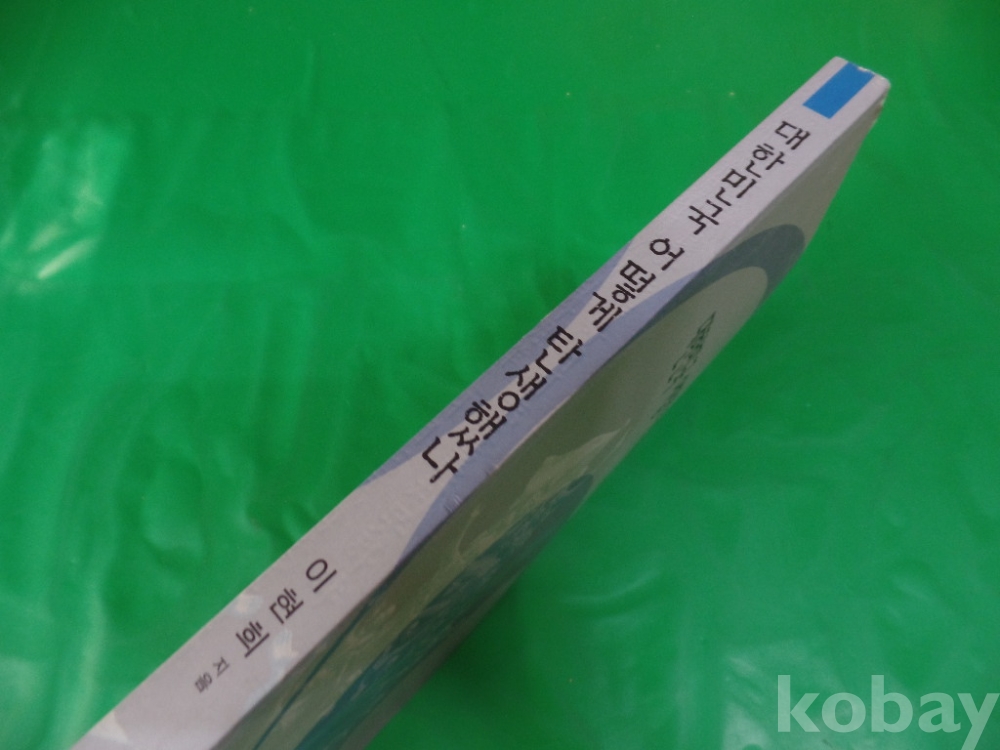 대한민국 어떻게 탄생했나
이현희 지음
kobay